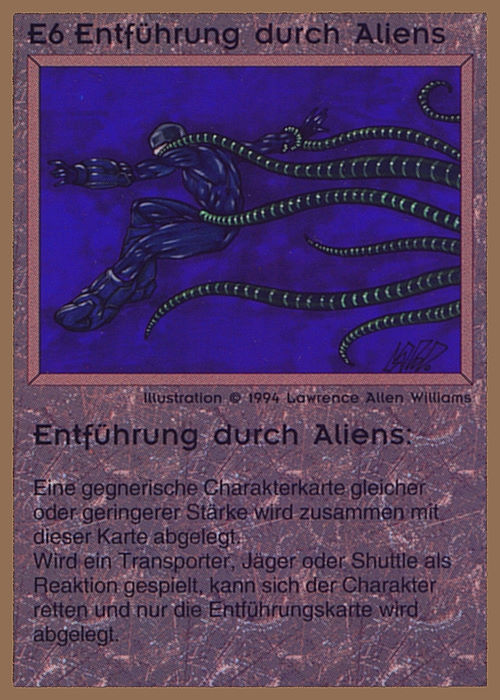 E6 Entführung durch Aliens
Illustration © 1994 Lawrence Allen Williams
Entführung durch Aliens:
Eine gegnerische Charakterkarte gleicher
oder geringerer Stärke wird zusammen mit
dieser Karte abgelegt.
Wird ein Transporter, Jäger oder Shuttle als
Reaktion gespielt, kann sich der Charakter
retten und nur die Entführungskarte wird
abgelegt.